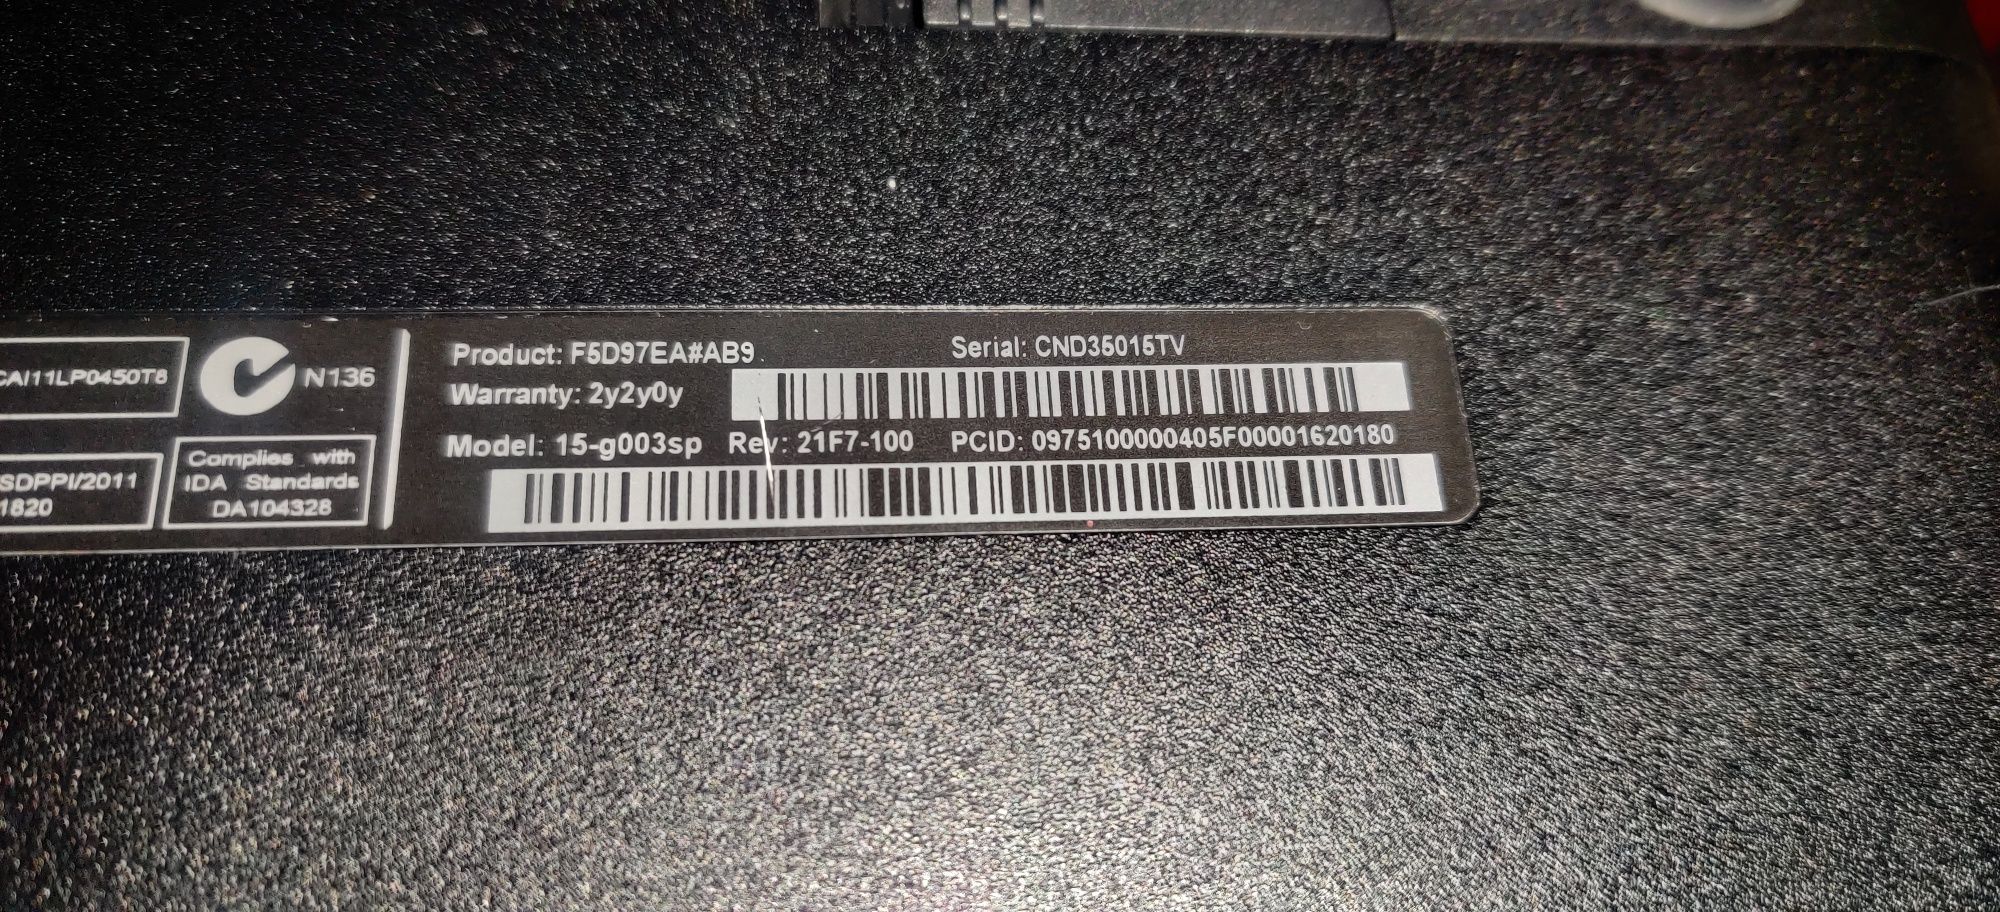 CAI11LP0450T8
N136
SDPPI/2011
1820
Complies with
IDA Standards
DA104328
Product: F5D97EA#AB9
Serial: CND35015TV
Warranty: 2y2y0y
Model: 15-g003sp Rev: 21F7-100 PCID: 0975100000405F00001620180